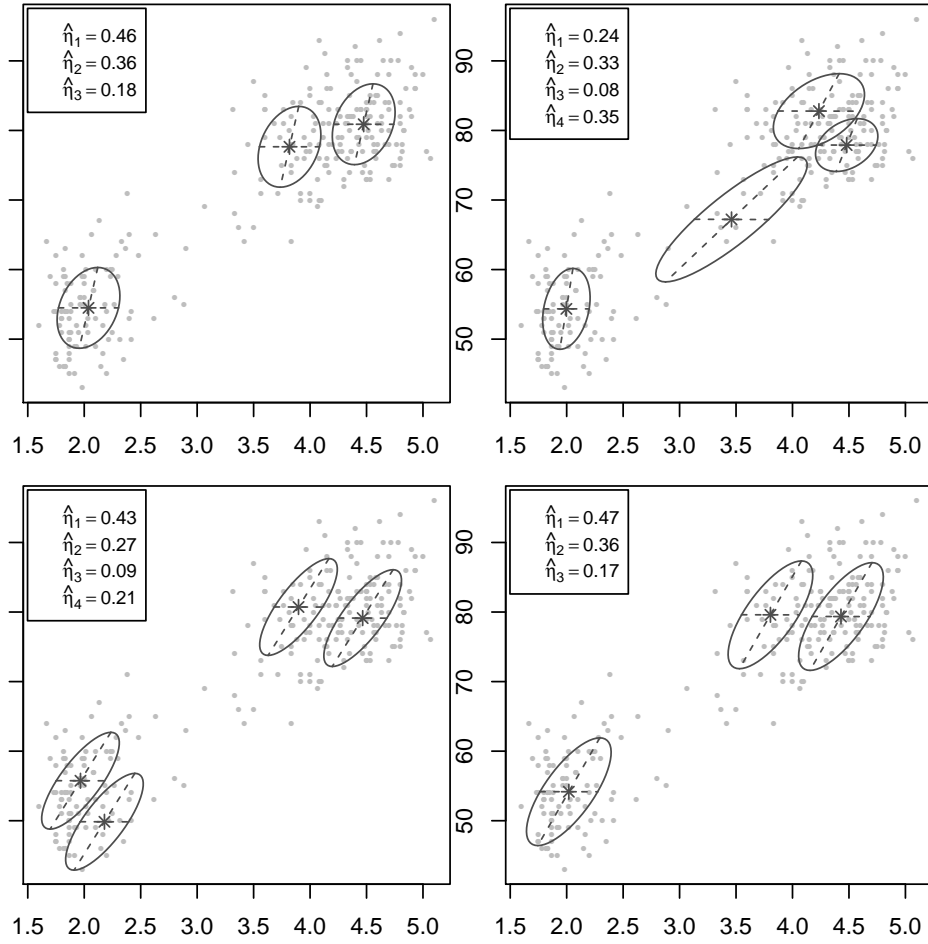 η̂1 = 0.46
η̂2 = 0.36
η̂3 = 0.18
50 60 70 80 90
1.5 2.0 2.5 3.0 3.5 4.0 4.5 5.0
η̂1 = 0.24
η̂2 = 0.33
η̂3 = 0.08
η̂4 = 0.35
1.5 2.0 2.5 3.0 3.5 4.0 4.5 5.0
η̂1 = 0.43
η̂2 = 0.27
η̂3 = 0.09
η̂4 = 0.21
50 60 70 80 90
1.5 2.0 2.5 3.0 3.5 4.0 4.5 5.0
η̂1 = 0.47
η̂2 = 0.36
η̂3 = 0.17
1.5 2.0 2.5 3.0 3.5 4.0 4.5 5.0